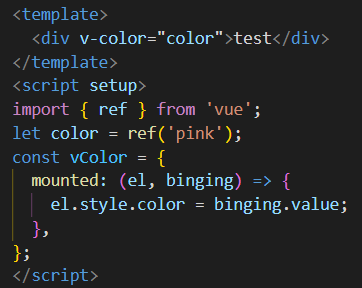 <template>
  <div v-color="color">test</div>
</template>
<script setup>
import { ref } from 'vue';
let color = ref('pink');
const vColor = {
  mounted: (el, binging) => {
    el.style.color = binging.value;
  },
};
</script>